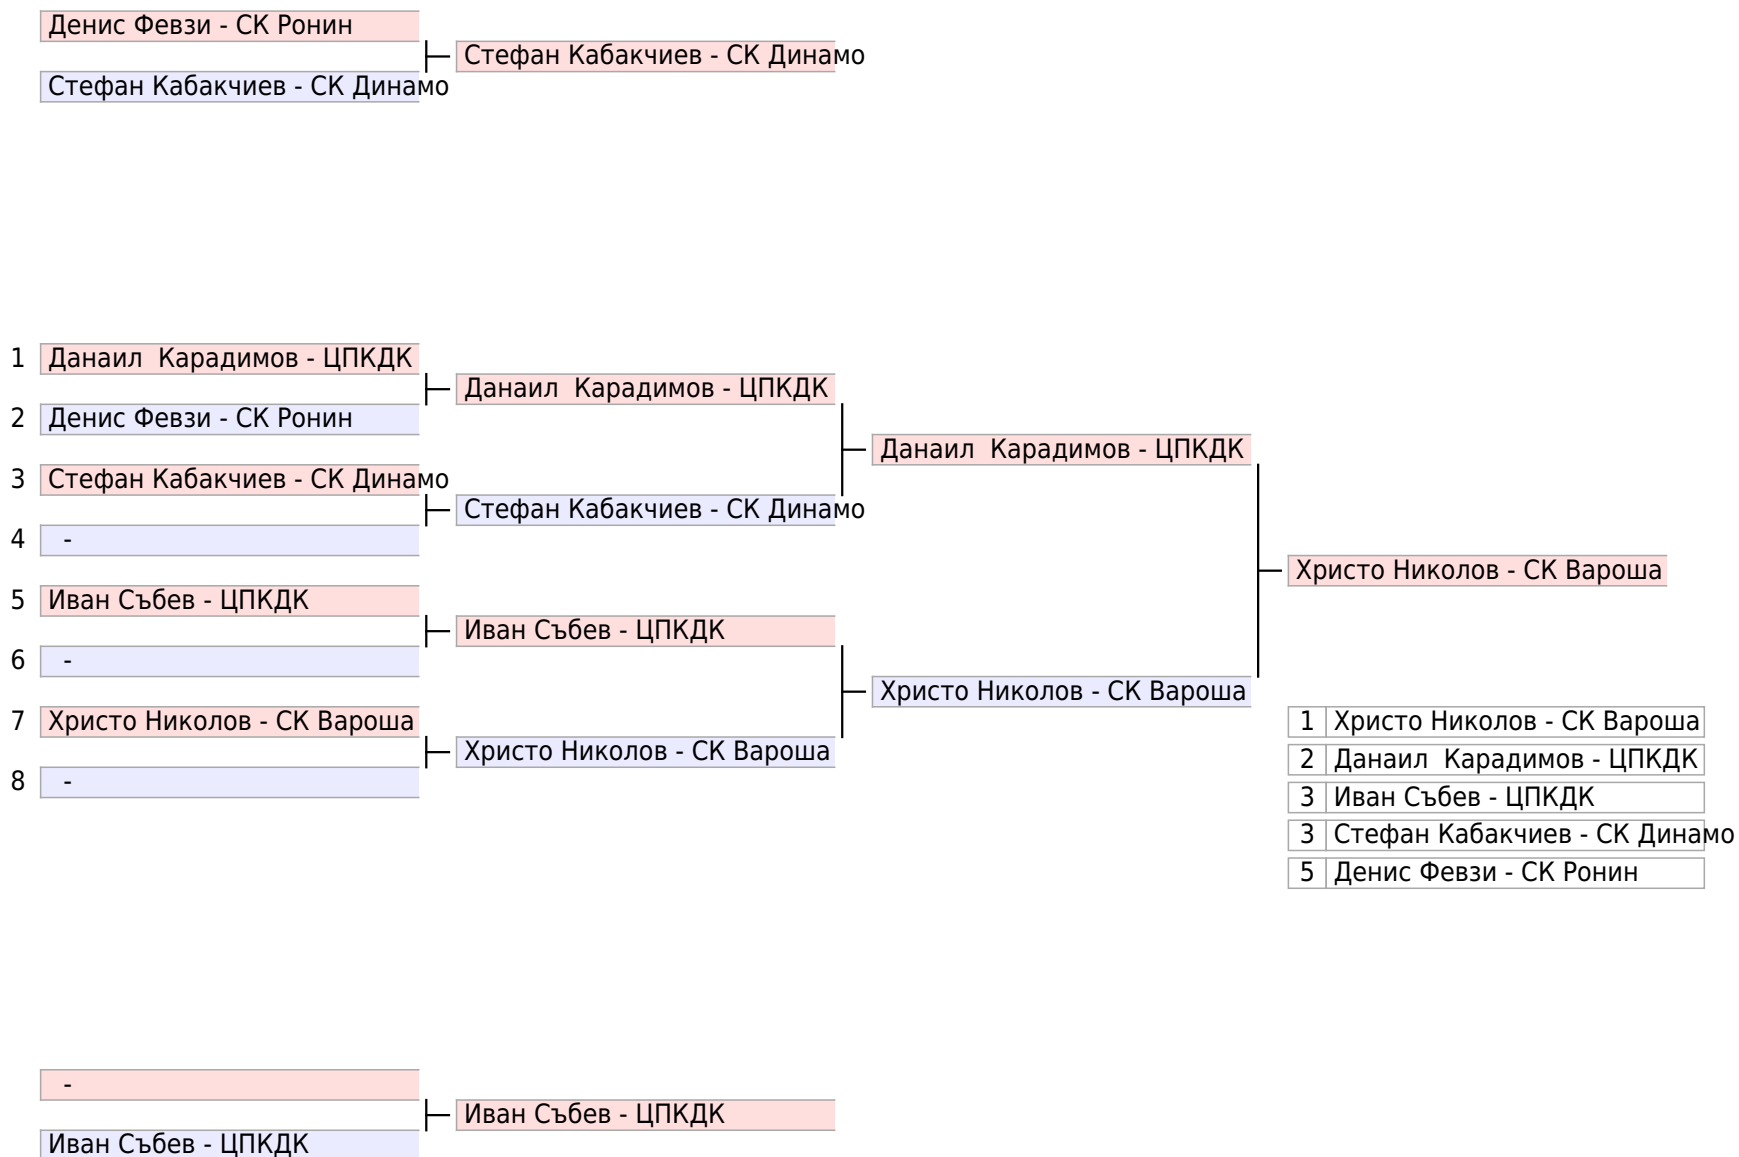 Денис Февзи - СК Ронин
Стефан Кабакчиев - СК Динамо
Стефан Кабакчиев - СК Динамо
1 Данаил  Карадимов - ЦПКДК
Данаил  Карадимов - ЦПКДК
2 Денис Февзи - СК Ронин
Данаил  Карадимов - ЦПКДК
3 Стефан Кабакчиев - СК Динамо
Стефан Кабакчиев - СК Динамо
4 -
Христо Николов - СК Вароша
5 Иван Събев - ЦПКДК
Иван Събев - ЦПКДК
6 -
Христо Николов - СК Вароша
7 Христо Николов - СК Вароша
Христо Николов - СК Вароша
8 -
1 Христо Николов - СК Вароша
2 Данаил  Карадимов - ЦПКДК
3 Иван Събев - ЦПКДК
3 Стефан Кабакчиев - СК Динамо
5 Денис Февзи - СК Ронин
-
Иван Събев - ЦПКДК
Иван Събев - ЦПКДК